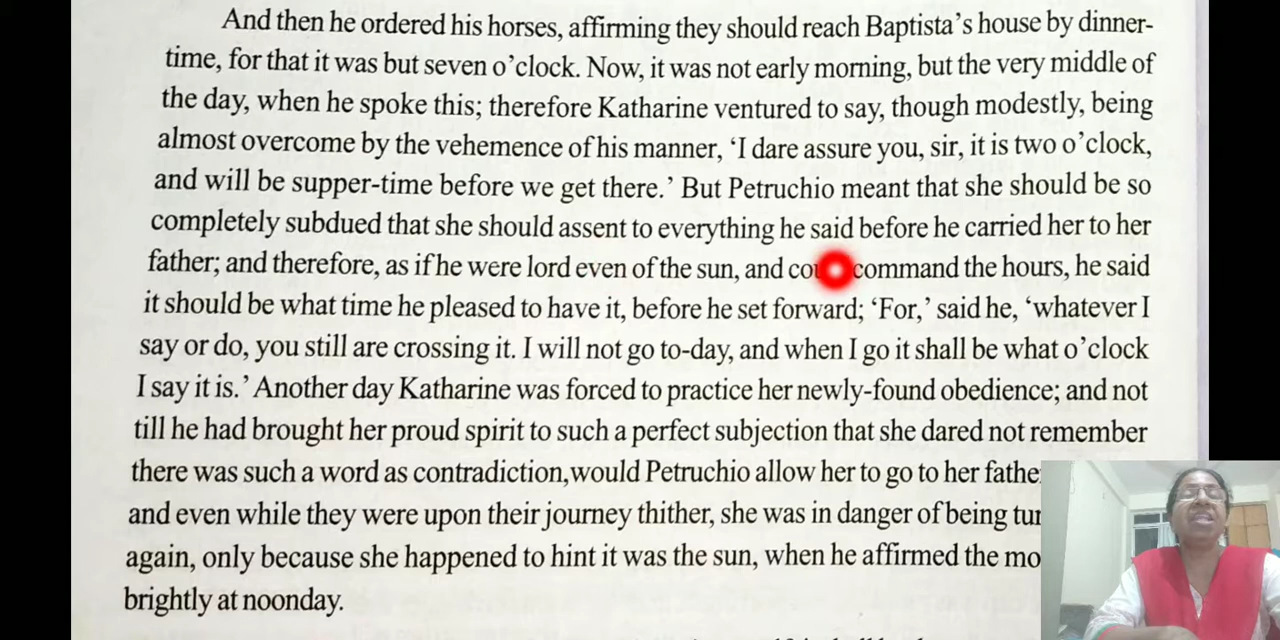 And then he ordered his horses, affirming they should reach Baptista's house by dinner-
time, for that it was but seven o'clock. Now, it was not early morning, but the very middle of
the day, when he spoke this; therefore Katharine ventured to say, though modestly, being
almost overcome by the vehemence of his manner, 'I dare assure you, sir, it is two o'clock,
and will be supper-time before we get there.' But Petruchio meant that she should be so
completely subdued that she should assent to everything he said before he carried her to her
father; and therefore, as if he were lord even of the sun, and command the hours, he said
it should be what time he pleased to have it, before he set forward; 'For,' said he, 'whatever I
say or do, you still are crossing it. I will not go to-day, and when I go it shall be what o'clock
I say it is.' Another day Katharine was forced to practice her newly-found obedience; and not
till he had brought her proud spirit to such a perfect subjection that she dared not remember
there was such a word as contradiction,would Petruchio allow her to go to her
and even while they were upon their journey thither, she was in danger of being
again, only because she happened to hint it was the sun, when he affirmed the
brightly at noonday.